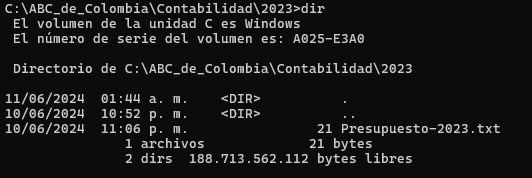 C:\ABC_de_Colombia\Contabilidad\2023>dir
 El volumen de la unidad C es Windows
 El número de serie del volumen es: A025-E3A0

 Directorio de C:\ABC_de_Colombia\Contabilidad\2023

11/06/2024  01:44 a. m.    <DIR>          .
10/06/2024  10:52 p. m.    <DIR>          ..
10/06/2024  11:06 p. m.                21 Presupuesto-2023.txt
               1 archivos             21 bytes
               2 dirs  188.713.562.112 bytes libres